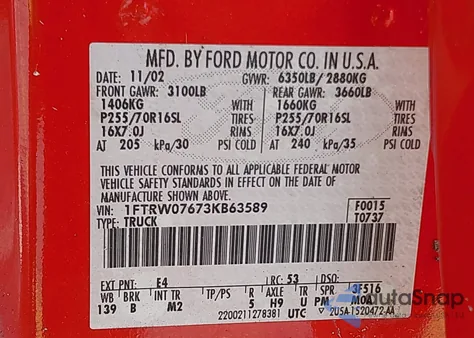 MFD. BY FORD MOTOR CO. IN U.S.A.
DATE: 11/02 GVWR: 6350LB/ 2880KG
FRONT GAWR: 3100LB REAR GAWR: 3660LB
1406KG WITH 1660KG WITH
P255/70R16SL TIRES P255/70R16SL TIRES
16X7.0J RIMS 16X7.0J RIMS
AT 205 kPa/30 PSI COLD AT 240 kPa/35 PSI COLD
THIS VEHICLE CONFORMS TO ALL APPLICABLE FEDERAL MOTOR
VEHICLE SAFETY STANDARDS IN EFFECT ON THE DATE OF
MANUFACTURE SHOWN ABOVE.
VIN: 1FTRW07673KB63589 F0015
TYPE: TRUCK T0737
EXT PNT: E4 RC: 53 DSO:
WB BRK INT TR TP/PS R AXLE TR SPR 3F516
139 B M2 5 H9 U PM M0A
2200211278381 UTC 2U5A-1520472-AA
AutoSnap